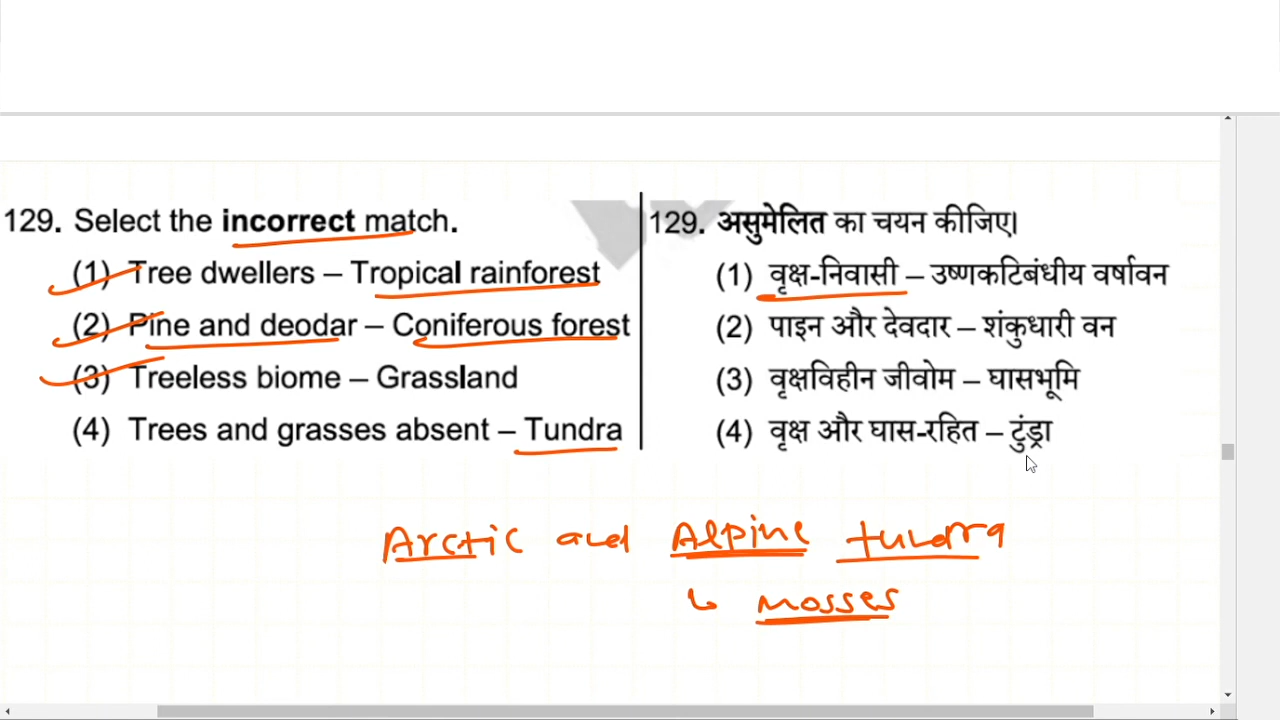 129. Select the incorrect match.
(1) Tree dwellers – Tropical rainforest
(2) Pine and deodar – Coniferous forest
(3) Treeless biome – Grassland
(4) Trees and grasses absent – Tundra
129. असुमेलित का चयन कीजिए।
(1) वृक्ष-निवासी – उष्णकटिबंधीय वर्षावन
(2) पाइन और देवदार – शंकुधारी वन
(3) वृक्षविहीन जीवोम – घासभूमि
(4) वृक्ष और घास-रहित – टुंड्रा
Arctic and Alpine tundra
mosses